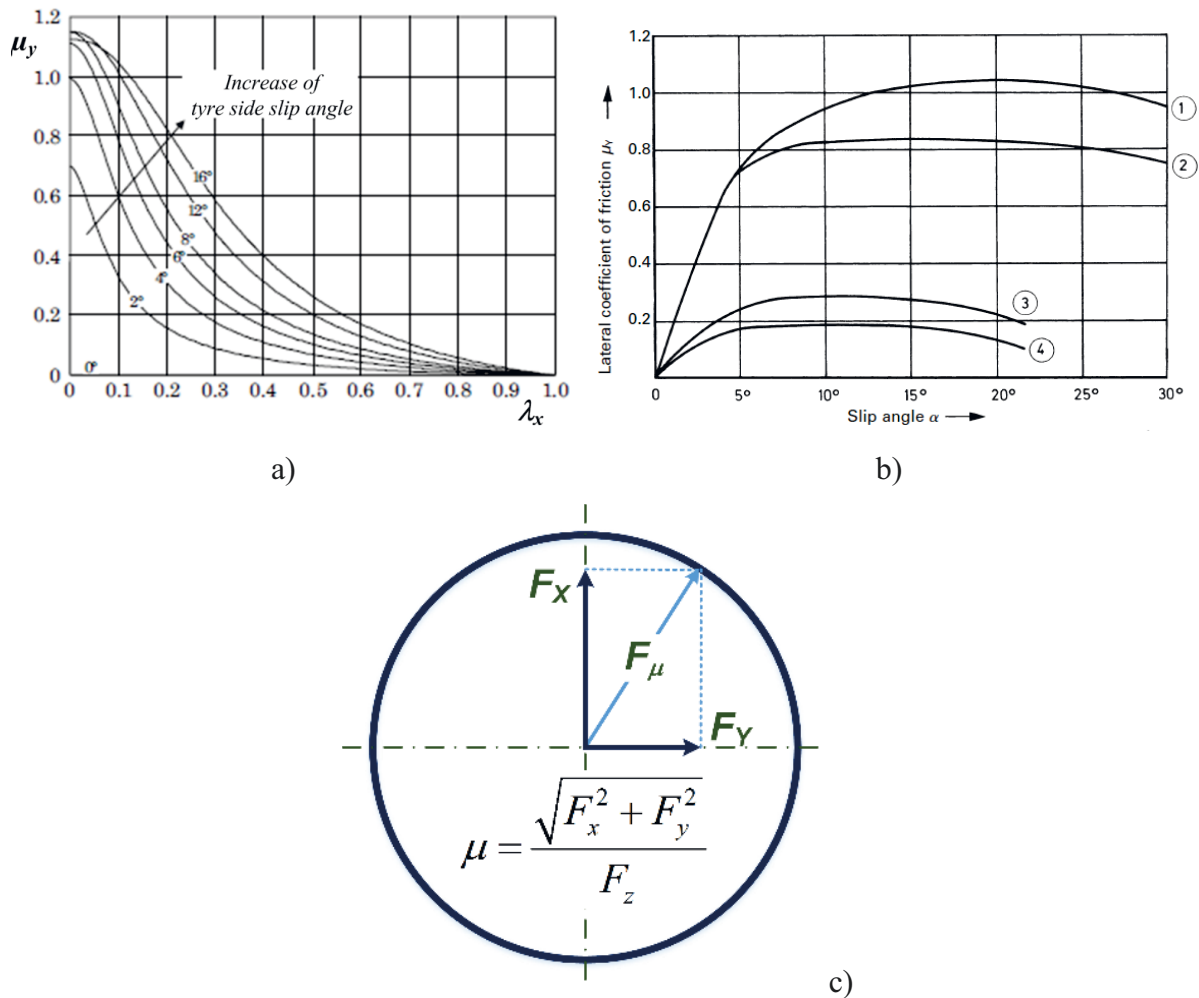 a)
1.2
μy
1.0
0.8
0.6
0.4
0.2
0
Increase of
tyre side slip angle
16°
12°
8°
6°
4°
2°
0°
0 0.1 0.2 0.3 0.4 0.5 0.6 0.7 0.8 0.9 1.0
λx
1.2
1.0
0.8
0.6
0.4
0.2
Lateral coefficient of friction μY
1
2
3
4
0 5° 10° 15° 20° 25° 30°
Slip angle α
b)
FX
Fμ
FY
μ = √(Fx² + Fy²) / Fz
c)